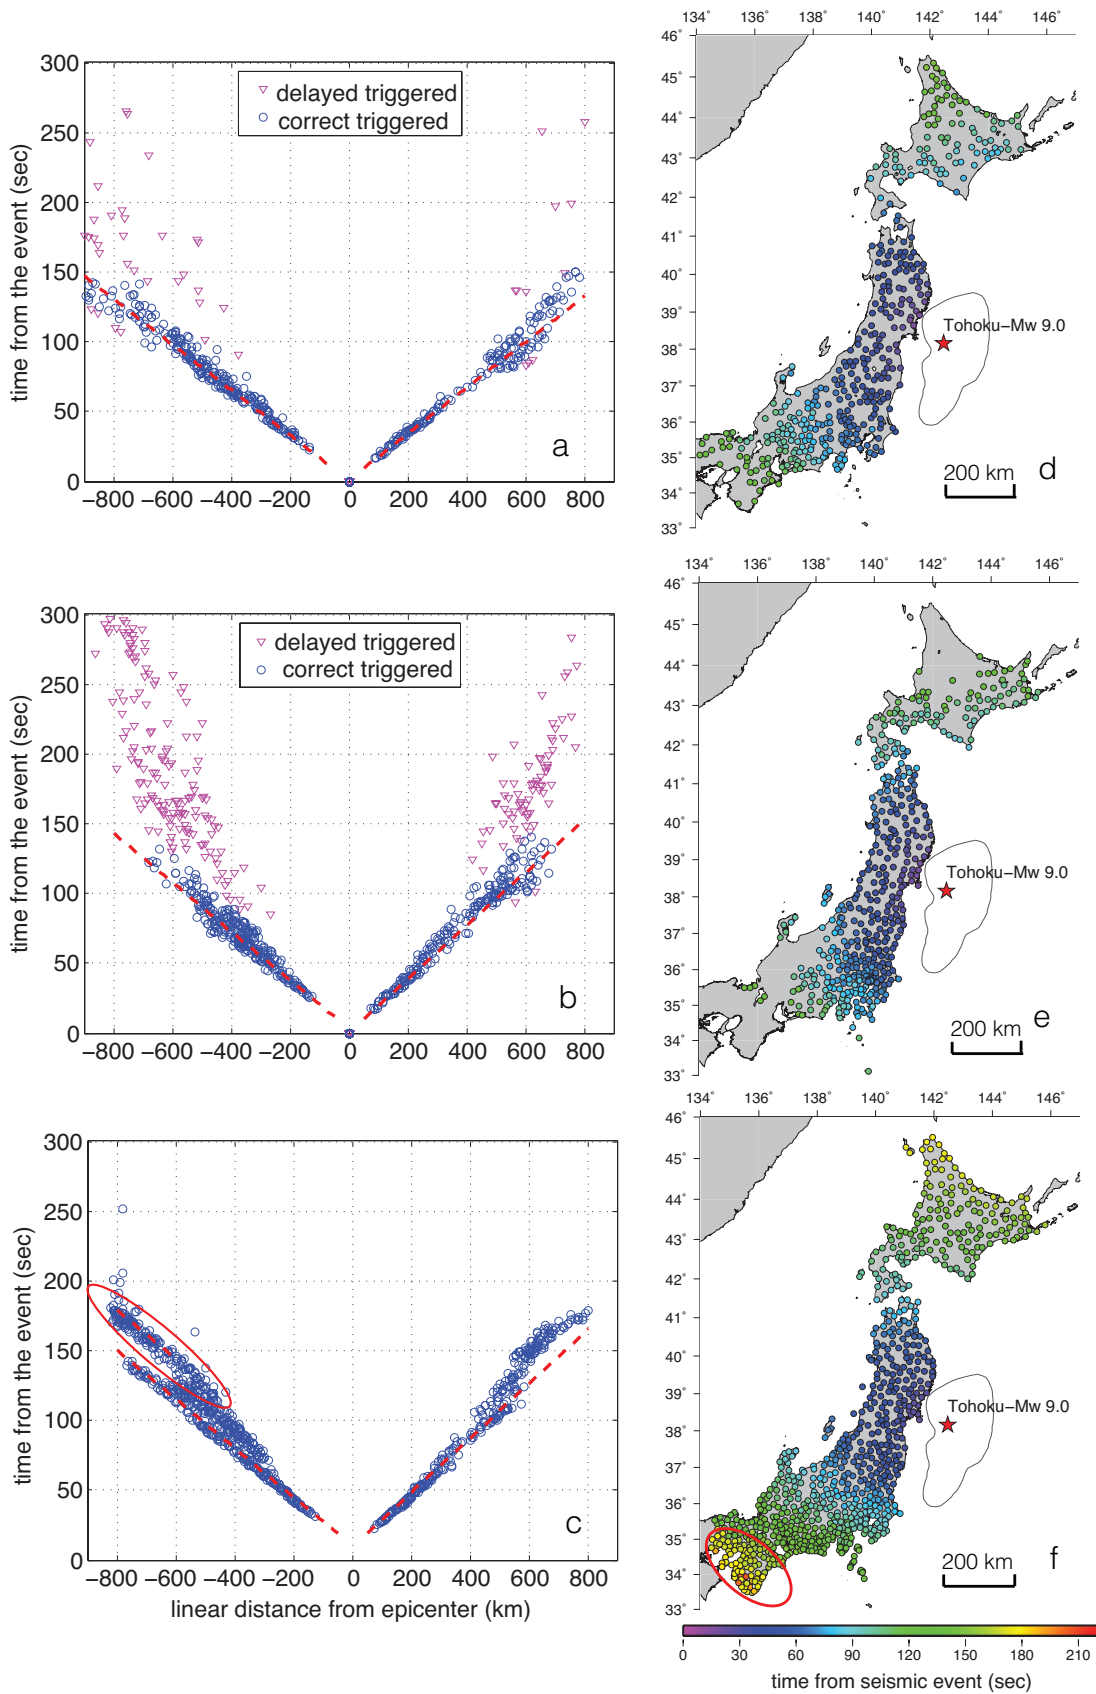 300
250
200
150
100
50
0
time from the event (sec)
delayed triggered
correct triggered
a
−800 −600 −400 −200 0 200 400 600 800
134° 136° 138° 140° 142° 144° 146°
46°
45°
44°
43°
42°
41°
40°
39°
38°
37°
36°
35°
34°
33°
Tohoku−Mw 9.0
200 km
d
300
250
200
150
100
50
0
time from the event (sec)
delayed triggered
correct triggered
b
−800 −600 −400 −200 0 200 400 600 800
134° 136° 138° 140° 142° 144° 146°
46°
45°
44°
43°
42°
41°
40°
39°
38°
37°
36°
35°
34°
33°
Tohoku−Mw 9.0
200 km
e
300
250
200
150
100
50
0
time from the event (sec)
c
−800 −600 −400 −200 0 200 400 600 800
linear distance from epicenter (km)
134° 136° 138° 140° 142° 144° 146°
46°
45°
44°
43°
42°
41°
40°
39°
38°
37°
36°
35°
34°
33°
Tohoku−Mw 9.0
200 km
f
0 30 60 90 120 150 180 210
time from seismic event (sec)